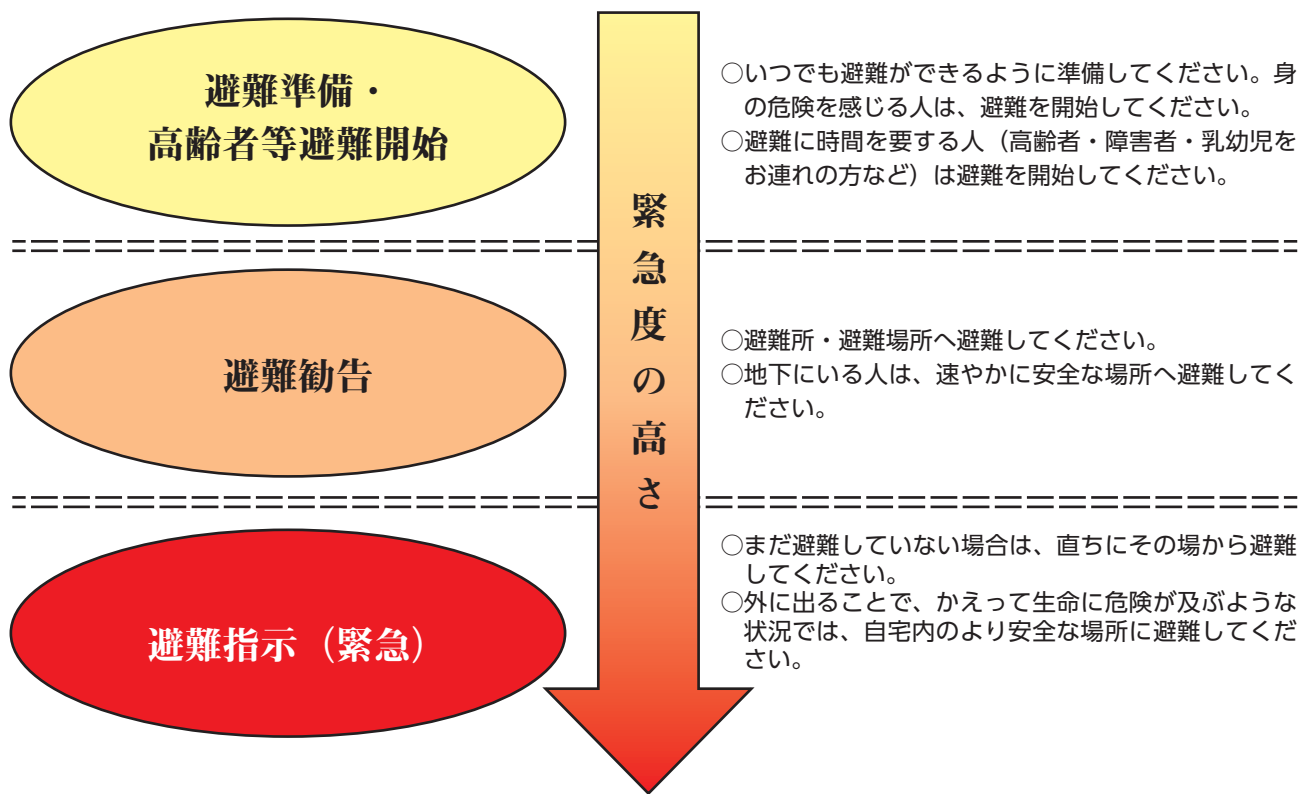 避難準備・
高齢者等避難開始
○いつでも避難ができるように準備してください。身
の危険を感じる人は、避難を開始してください。
○避難に時間を要する人（高齢者・障害者・乳幼児を
お連れの方など）は避難を開始してください。
緊急度の高さ
避難勧告
○避難所・避難場所へ避難してください。
○地下にいる人は、速やかに安全な場所へ避難してく
ださい。
避難指示（緊急）
○まだ避難していない場合は、直ちにその場から避難
してください。
○外に出ることで、かえって生命に危険が及ぶような
状況では、自宅内のより安全な場所に避難してくだ
さい。